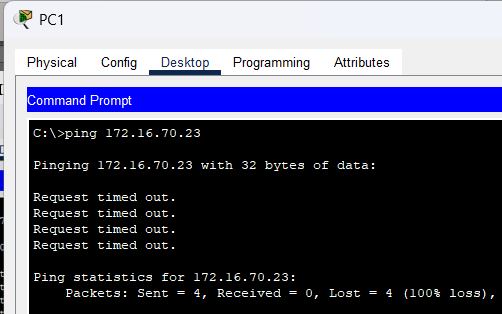 PC1
Physical Config Desktop Programming Attributes
Command Prompt
C:\>ping 172.16.70.23
Pinging 172.16.70.23 with 32 bytes of data:
Request timed out.
Request timed out.
Request timed out.
Request timed out.
Ping statistics for 172.16.70.23:
Packets: Sent = 4, Received = 0, Lost = 4 (100% loss),